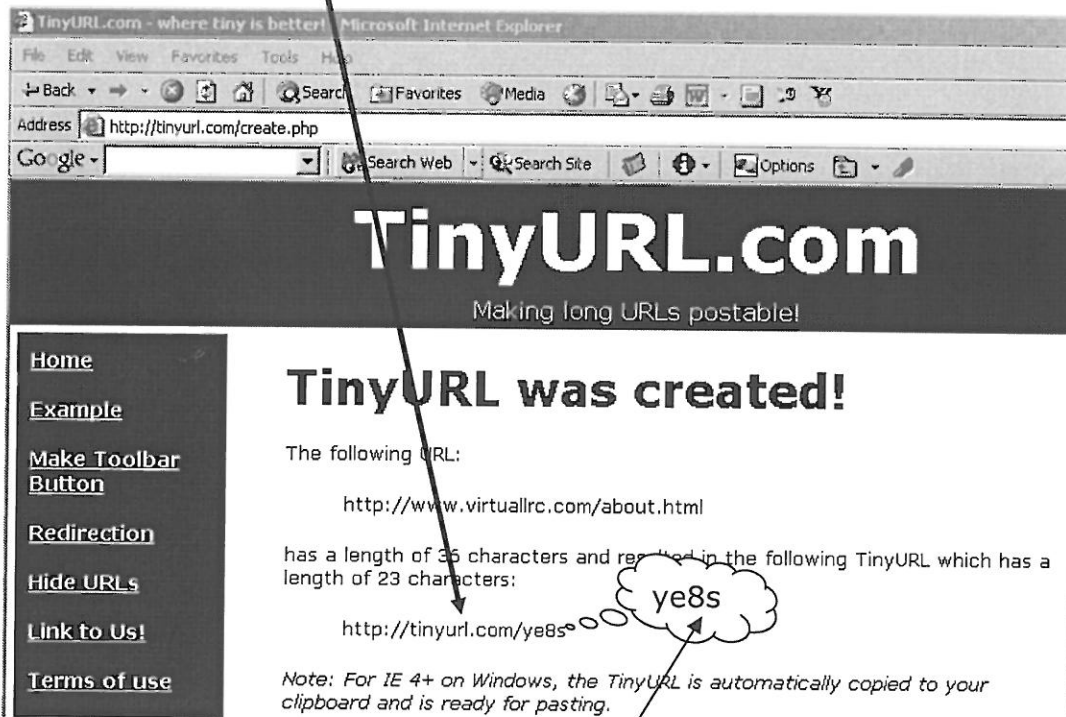 TinyURL.com - where tiny is better! - Microsoft Internet Explorer
File Edit View Favorites Tools Help
Back Search Favorites Media
Address http://tinyurl.com/create.php
Google Search Web Search Site Options
TinyURL.com
Making long URLs postable!
Home
Example
Make Toolbar
Button
Redirection
Hide URLs
Link to Us!
Terms of use
TinyURL was created!
The following URL:
http://www.virtuallrc.com/about.html
has a length of 36 characters and resulted in the following TinyURL which has a
length of 23 characters:
http://tinyurl.com/ye8s
ye8s
Note: For IE 4+ on Windows, the TinyURL is automatically copied to your
clipboard and is ready for pasting.